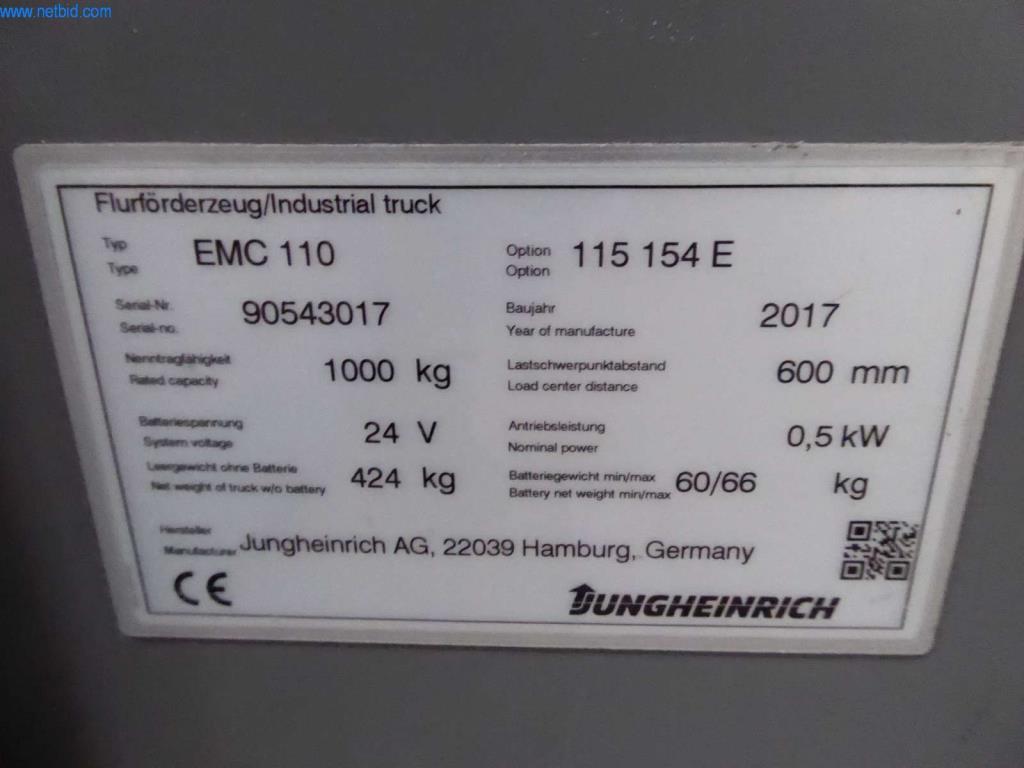 www.netbid.com
Flurförderzeug/Industrial truck
Typ
Type
EMC 110
Option
Option
115 154 E
Serial-Nr.
Serial-no.
90543017
Baujahr
Year of manufacture
2017
Nenntragfähigkeit
Rated capacity
1000 kg
Lastschwerpunktabstand
Load center distance
600 mm
Batteriespannung
System voltage
24 V
Antriebsleistung
Nominal power
0,5 kW
Leergewicht ohne Batterie
Net weight of truck w/o battery
424 kg
Batteriegewicht min/max
Battery net weight min/max
60/66 kg
Hersteller
Manufacturer
Jungheinrich AG, 22039 Hamburg, Germany
CE
JUNGHEINRICH